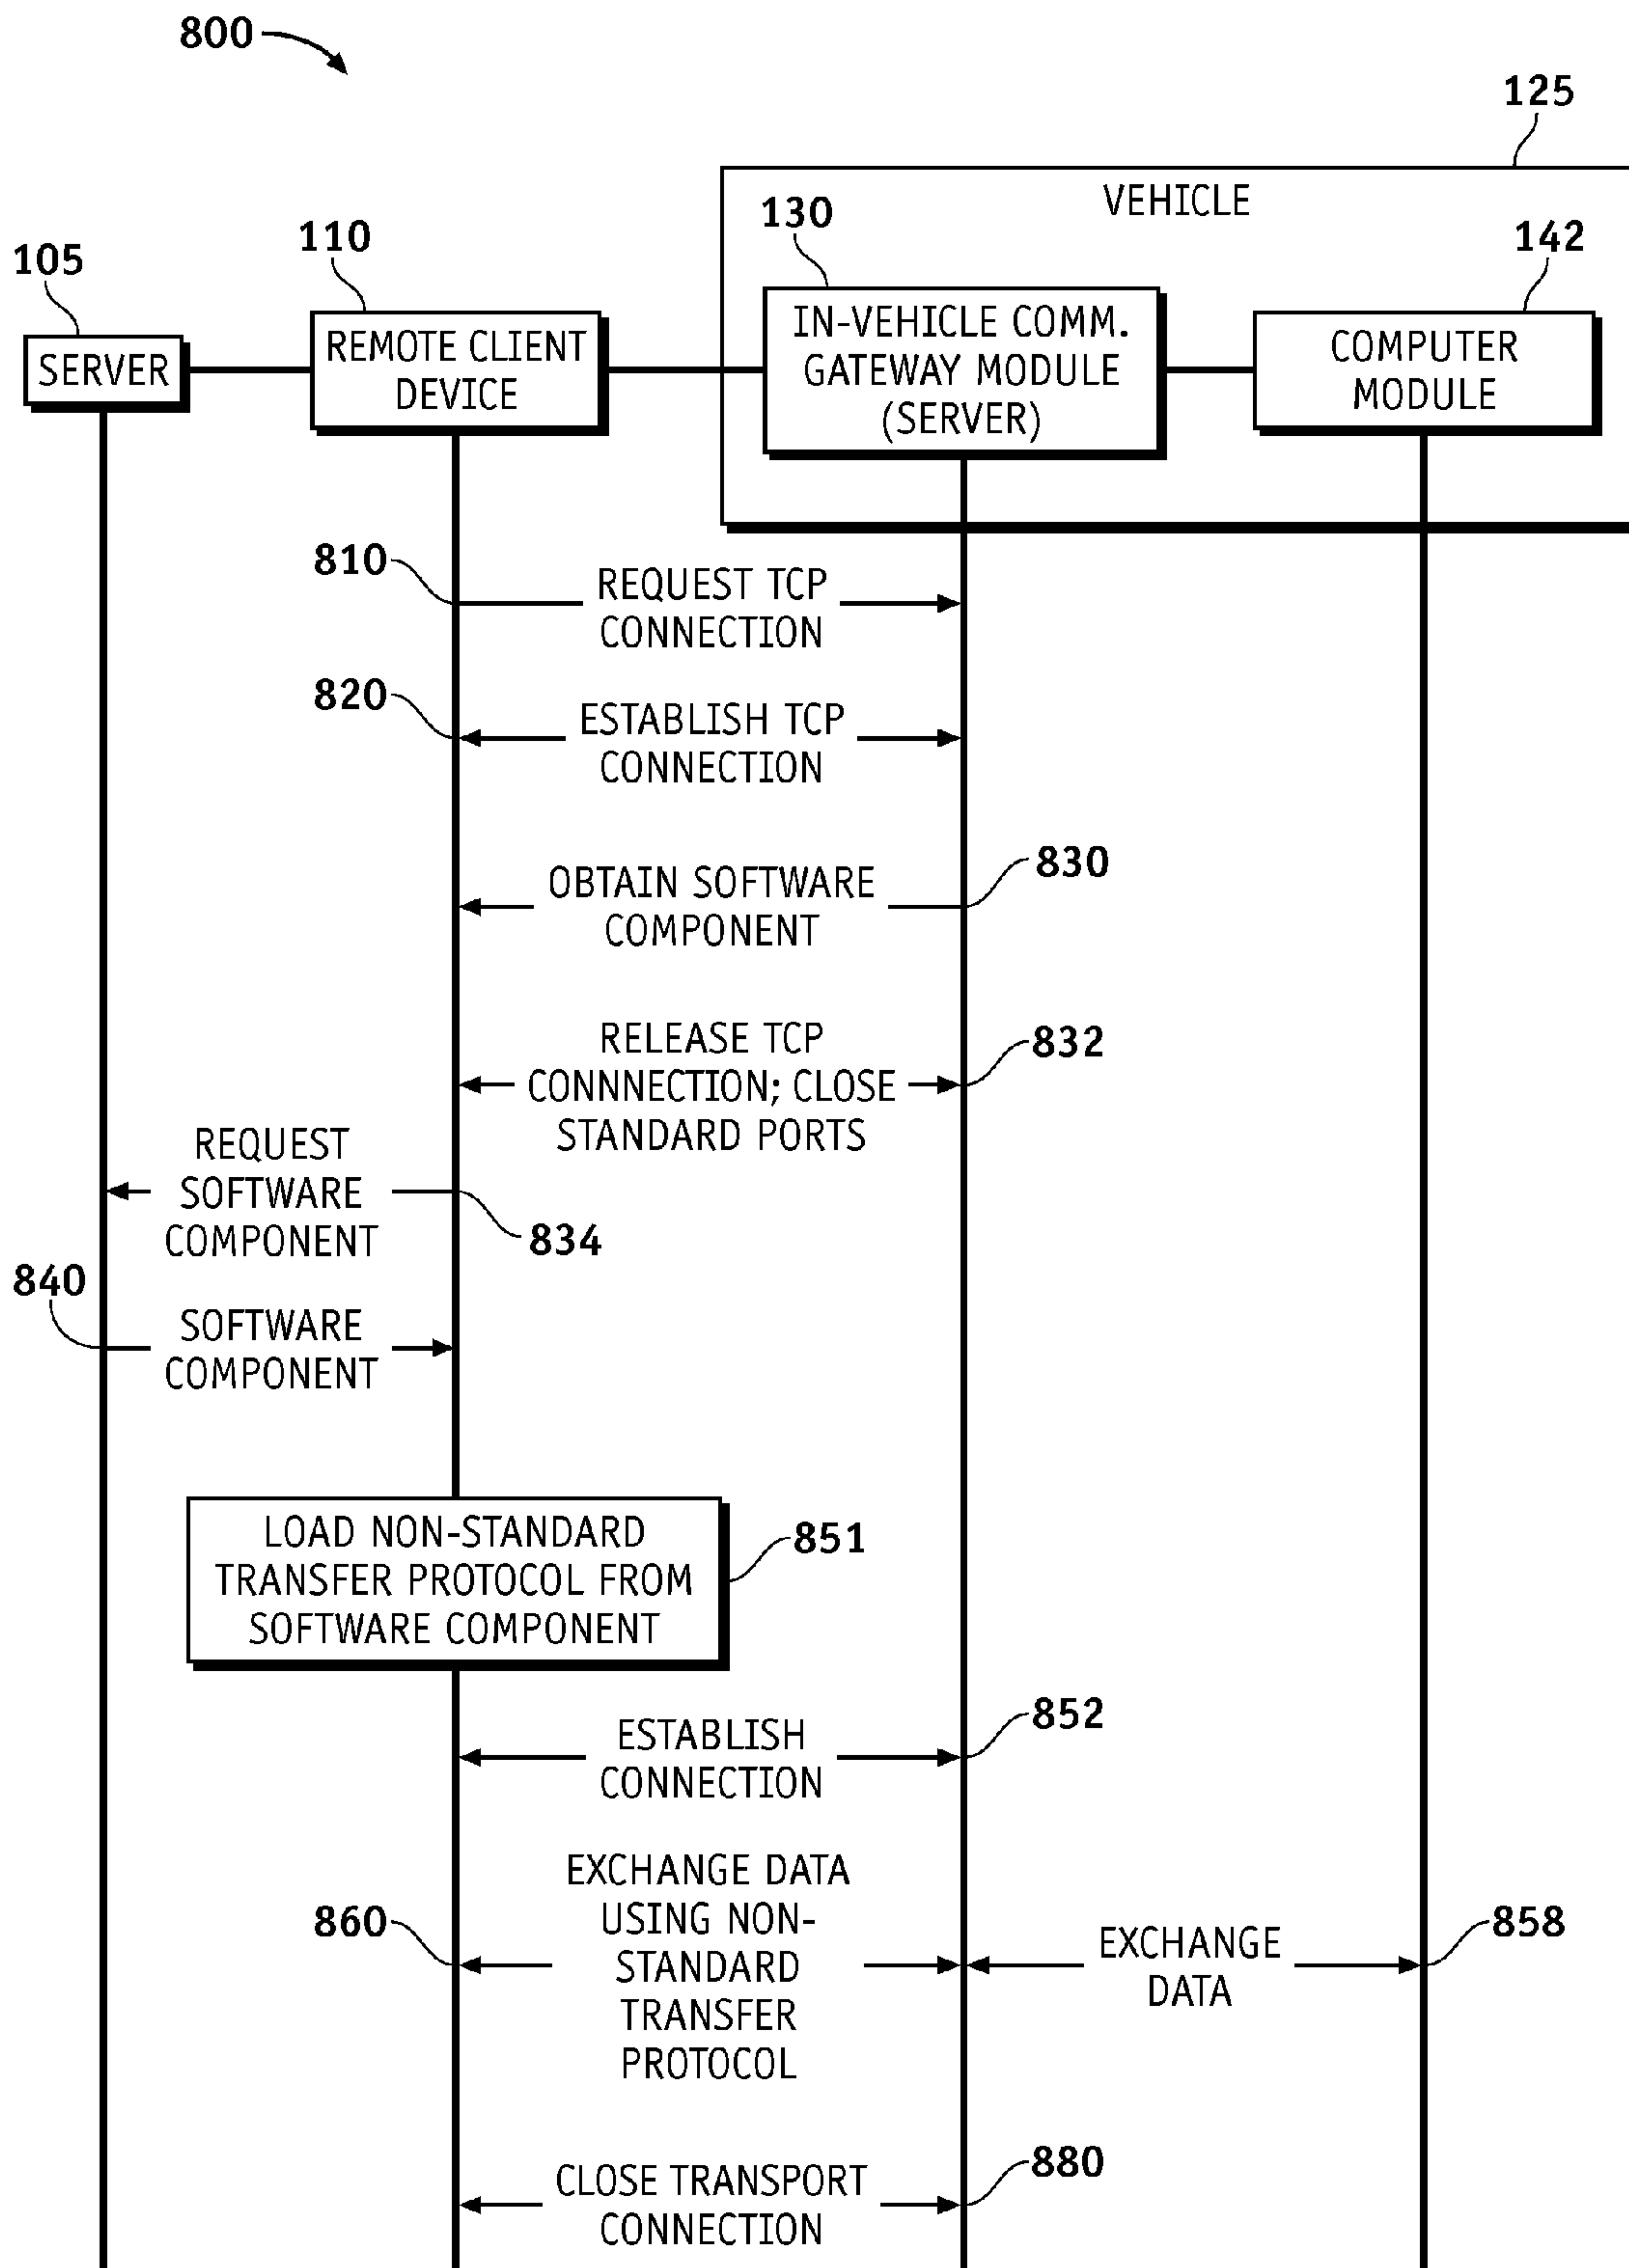 800
125
VEHICLE
130
142
110
105
IN-VEHICLE COMM.
GATEWAY MODULE
(SERVER)
REMOTE CLIENT
DEVICE
COMPUTER
MODULE
SERVER
810
REQUEST TCP
CONNECTION
820
ESTABLISH TCP
CONNECTION
830
OBTAIN SOFTWARE
COMPONENT
832
RELEASE TCP
CONNNECTION; CLOSE
STANDARD PORTS
REQUEST
SOFTWARE
COMPONENT
834
840
SOFTWARE
COMPONENT
LOAD NON-STANDARD
TRANSFER PROTOCOL FROM
SOFTWARE COMPONENT
851
852
ESTABLISH
CONNECTION
860
EXCHANGE DATA
USING NON-
STANDARD
TRANSFER
PROTOCOL
858
EXCHANGE
DATA
880
CLOSE TRANSPORT
CONNECTION